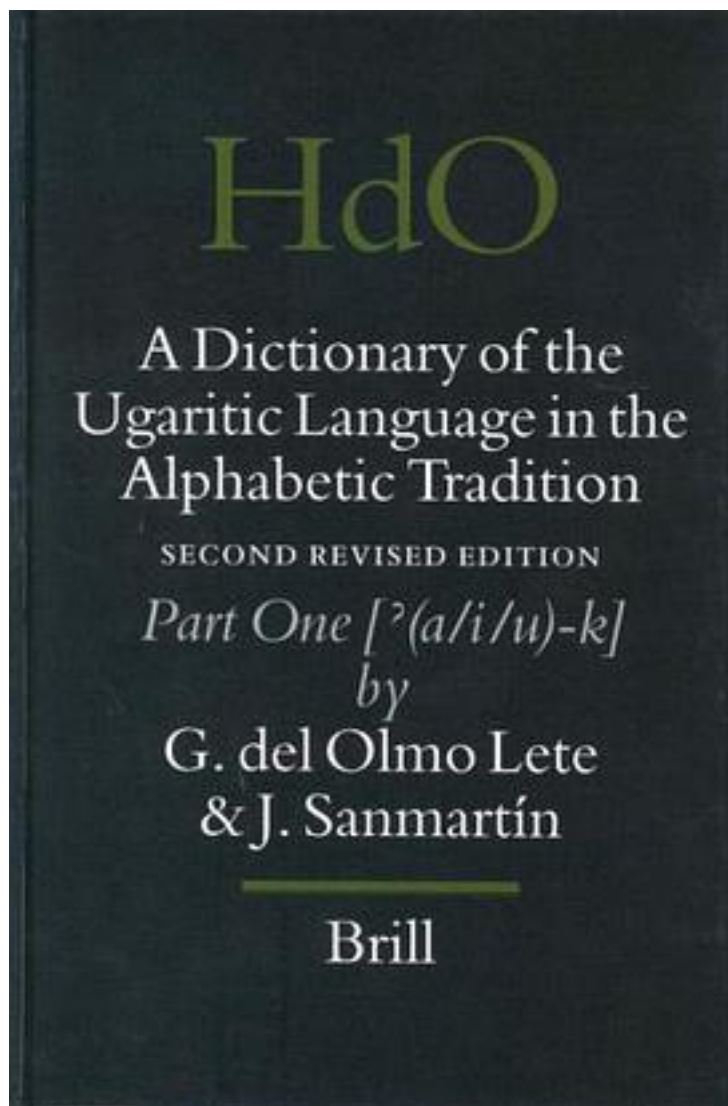 HdO
A Dictionary of the
Ugaritic Language in the
Alphabetic Tradition
SECOND REVISED EDITION
Part One [ʾ(a/i/u)-k]
by
G. del Olmo Lete
& J. Sanmartín
Brill